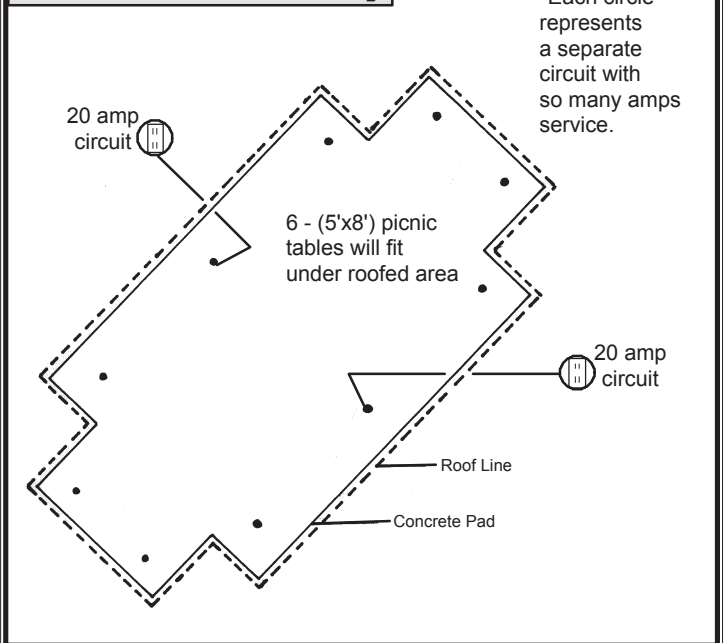 Each circle
represents
a separate
circuit with
so many amps
service.
20 amp
circuit
6 - (5'x8') picnic
tables will fit
under roofed area
20 amp
circuit
Roof Line
Concrete Pad